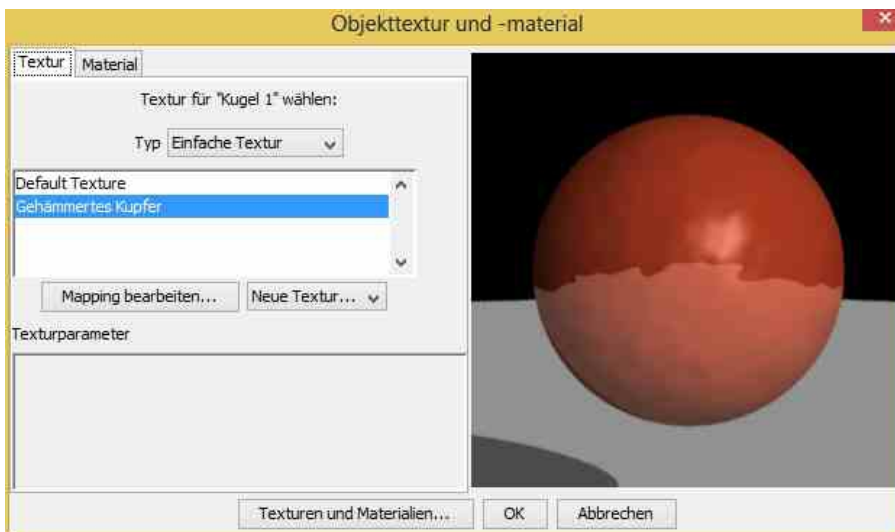 Objekttextur und -material
Textur Material
Textur für "Kugel 1" wählen:
Typ Einfache Textur
Default Texture
Gehämmertes Kupfer
Mapping bearbeiten... Neue Textur...
Texturparameter
Texturen und Materialien... OK Abbrechen